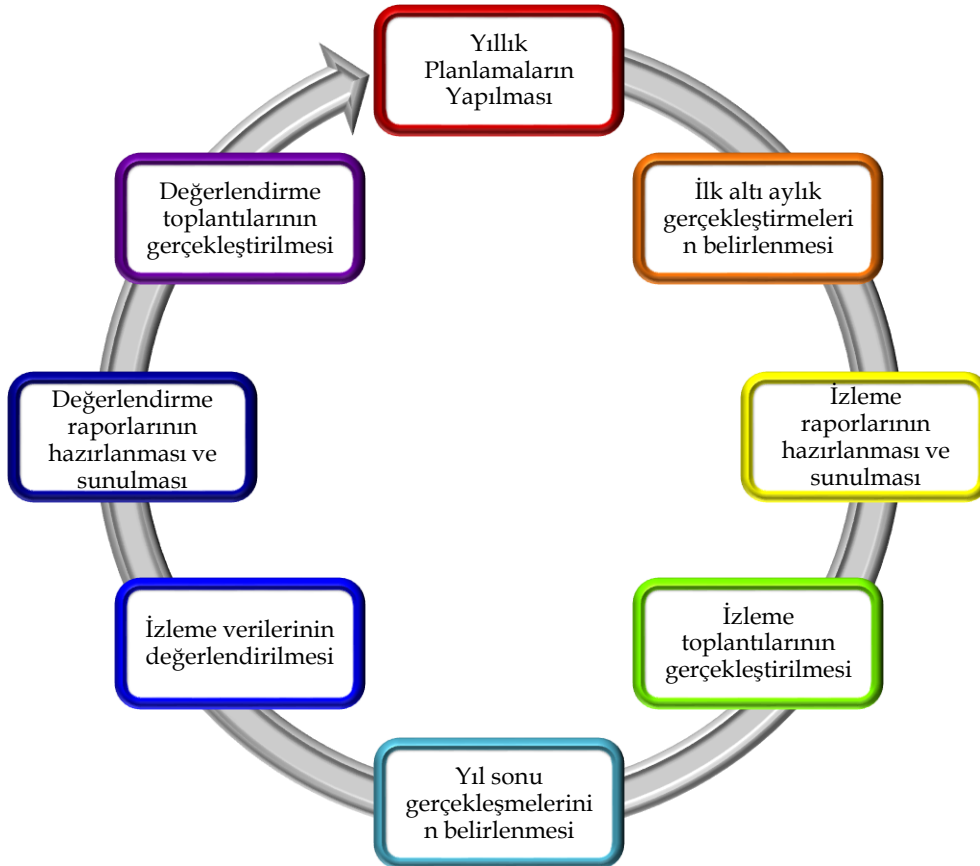 Yıllık
Planlamaların
Yapılması
İlk altı aylık
gerçekleştirmeleri
n belirlenmesi
İzleme
raporlarının
hazırlanması ve
sunulması
İzleme
toplantılarının
gerçekleştirilmesi
Yıl sonu
gerçekleşmelerini
n belirlenmesi
İzleme verilerinin
değerlendirilmesi
Değerlendirme
raporlarının
hazırlanması ve
sunulması
Değerlendirme
toplantılarının
gerçekleştirilmesi